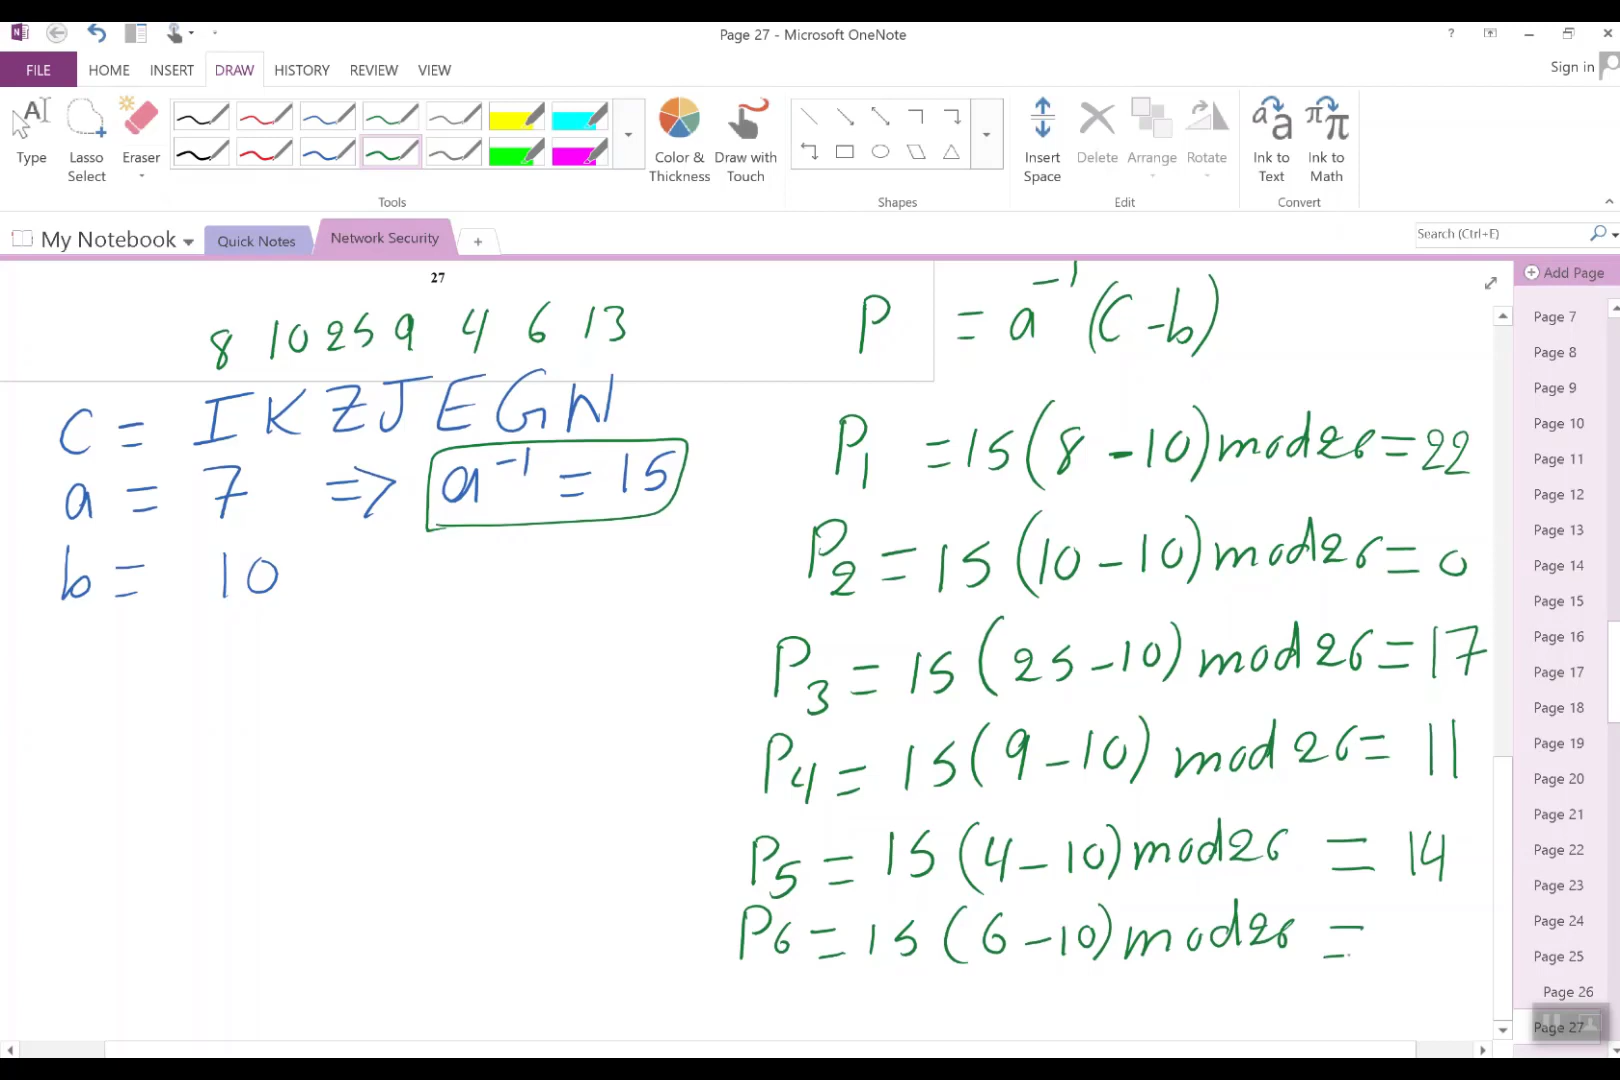 Page 27 - Microsoft OneNote
?
Sign in
FILE HOME INSERT DRAW HISTORY REVIEW VIEW
Type
Lasso Select
Eraser
Color & Thickness
Draw with Touch
Insert Space
Delete
Arrange
Rotate
Ink to Text
Ink to Math
Tools
Shapes
Edit
Convert
My Notebook
Quick Notes
Network Security
+
Search (Ctrl+E)
27
8 10 25 9 4 6 13
C = I K Z J E G N
a = 7 => a⁻¹ = 15
b = 10
P = a⁻¹ (C - b)
P₁ = 15(8 - 10) mod 26 = 22
P₂ = 15 (10 - 10) mod 26 = 0
P₃ = 15 (25 - 10) mod 26 = 17
P₄ = 15(9 - 10) mod 26 = 11
P₅ = 15 (4 - 10) mod 26 = 14
P₆ = 15 (6 - 10) mod 26 =
Add Page
Page 7
Page 8
Page 9
Page 10
Page 11
Page 12
Page 13
Page 14
Page 15
Page 16
Page 17
Page 18
Page 19
Page 20
Page 21
Page 22
Page 23
Page 24
Page 25
Page 26
Page 27